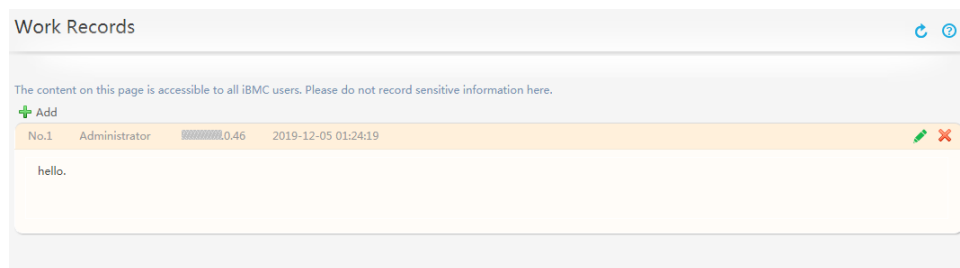 Work Records
The content on this page is accessible to all iBMC users. Please do not record sensitive information here.
Add
No.1 Administrator .0.46 2019-12-05 01:24:19
hello.